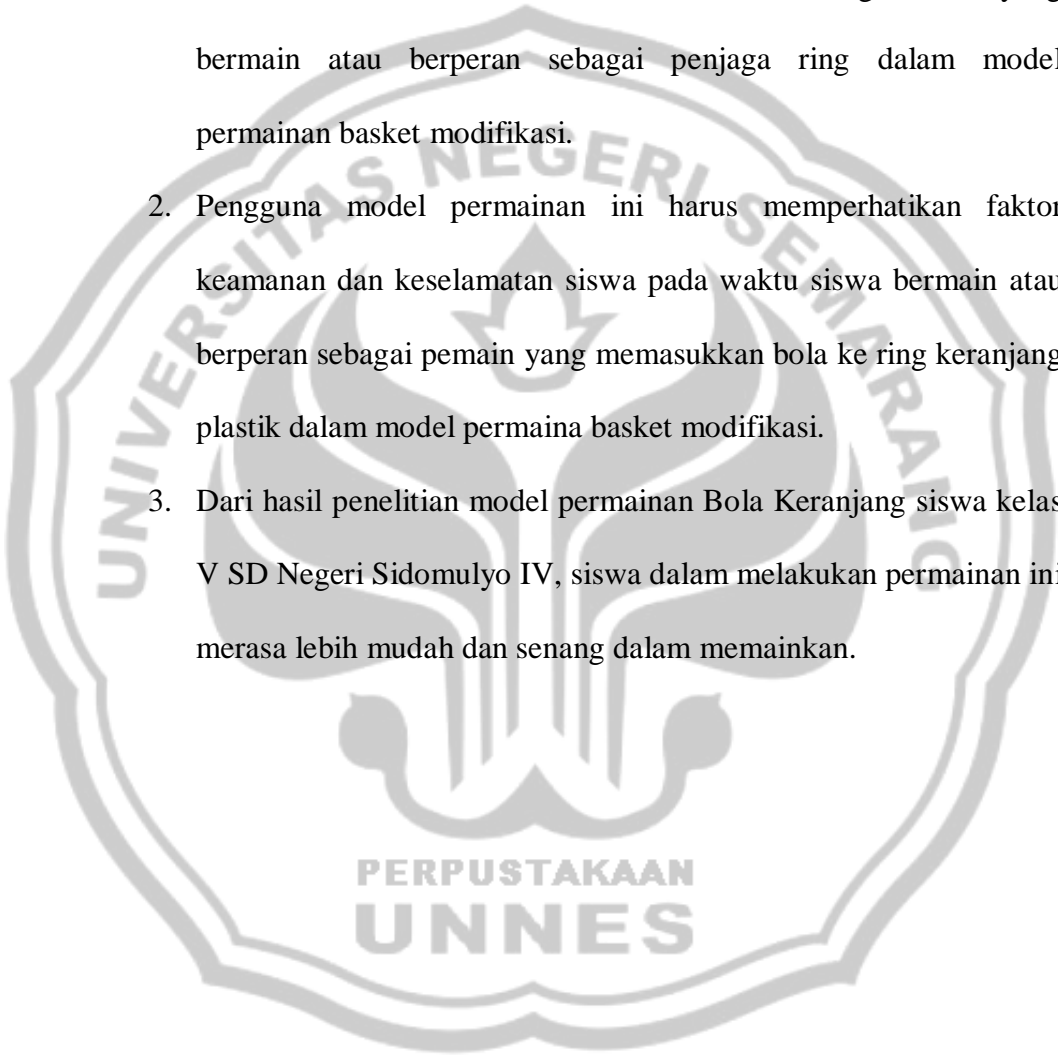 bermain atau berperan sebagai penjaga ring dalam model
permainan basket modifikasi.
2. Pengguna model permainan ini harus memperhatikan faktor
keamanan dan keselamatan siswa pada waktu siswa bermain atau
berperan sebagai pemain yang memasukkan bola ke ring keranjang
plastik dalam model permaina basket modifikasi.
3. Dari hasil penelitian model permainan Bola Keranjang siswa kelas
V SD Negeri Sidomulyo IV, siswa dalam melakukan permainan ini
merasa lebih mudah dan senang dalam memainkan.
UNIVERSITAS NEGERI SEMARANG
PERPUSTAKAAN
UNNES